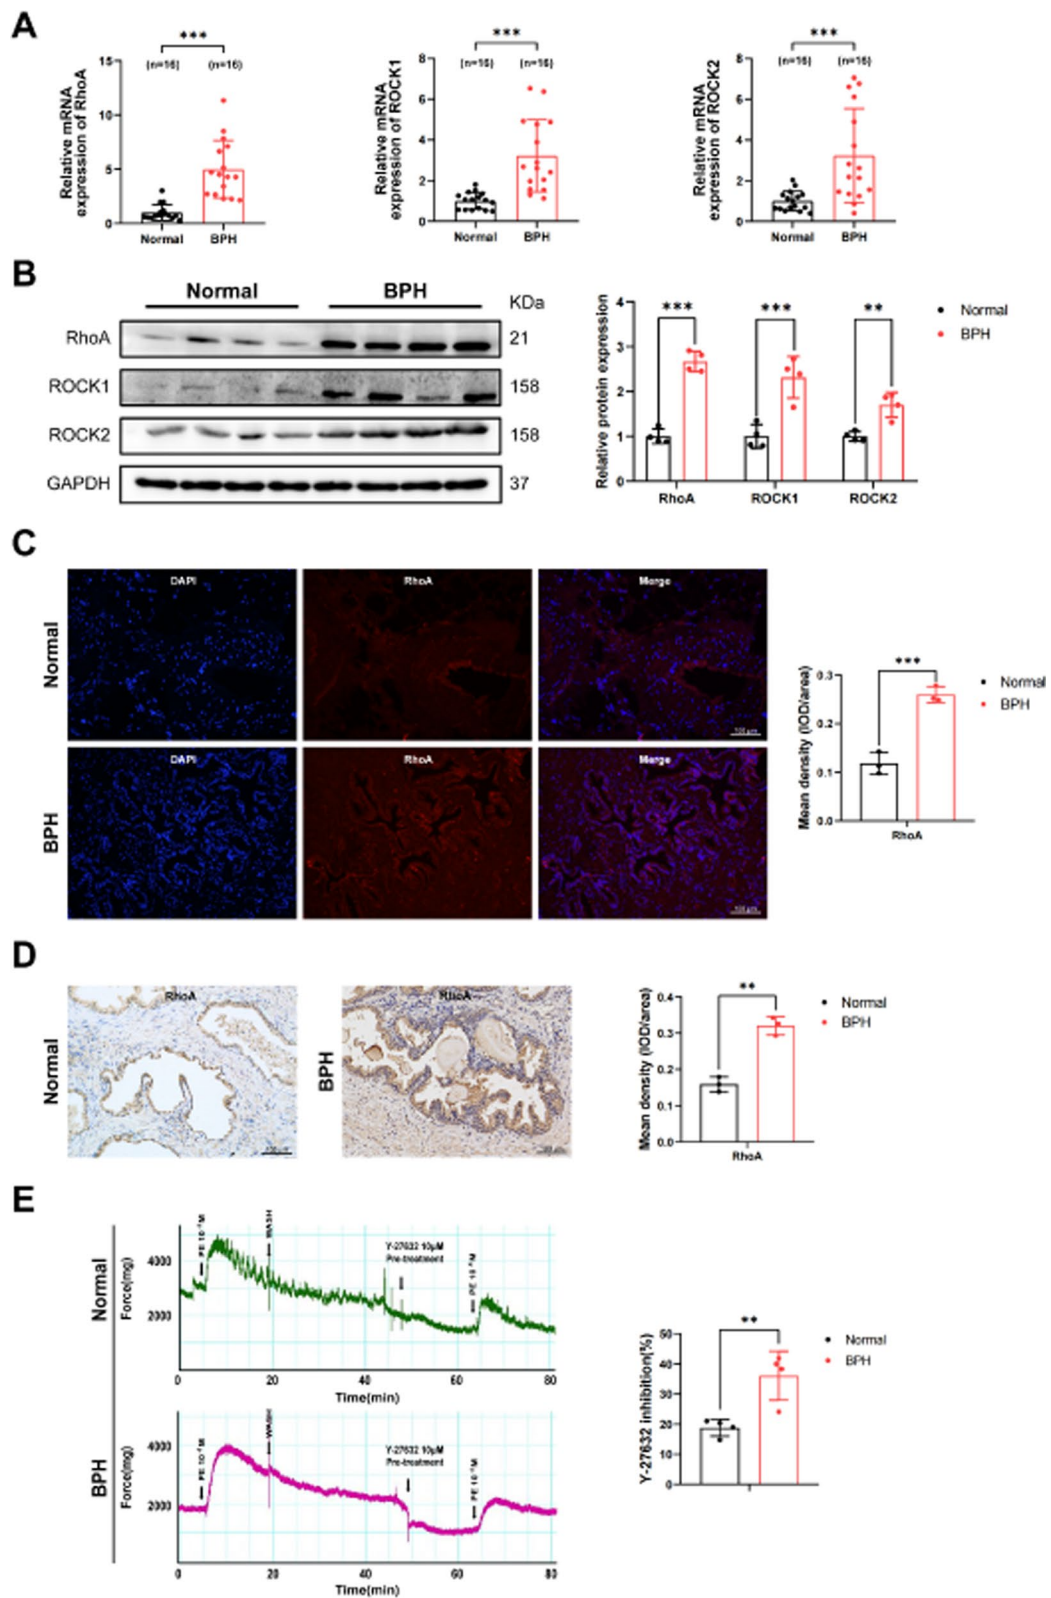 A
***
***
***
(n=16) (n=16)
(n=16) (n=16)
(n=16) (n=16)
Relative mRNA
expression of RhoA
15
10
5
0
Normal BPH
Relative mRNA
expression of ROCK1
8
6
4
2
0
Normal BPH
Relative mRNA
expression of ROCK2
8
6
4
2
0
Normal BPH
B
Normal BPH KDa
RhoA 21
ROCK1 158
ROCK2 158
GAPDH 37
Relative protein expression
4
3
2
1
0
*** *** **
RhoA ROCK1 ROCK2
Normal
BPH
C
Normal
DAPI RhoA Merge
100 μm
BPH
DAPI RhoA Merge
100 μm
Mean density (IOD/area)
0.3
0.2
0.1
0.0
***
RhoA
Normal
BPH
D
Normal
RhoA
BPH
RhoA
Mean density (IOD/area)
0.4
0.3
0.2
0.1
0.0
**
RhoA
Normal
BPH
E
Normal
Force(mg)
4000
2000
WASH
Y-27632 10μM
Pre-treatment
0 20 40 60 80
Time(min)
BPH
Force(mg)
4000
2000
WASH
Y-27632 10μM
Pre-treatment
0 20 40 60 80
Time(min)
Y-27632 inhibition(%)
50
40
30
20
10
0
**
Normal
BPH